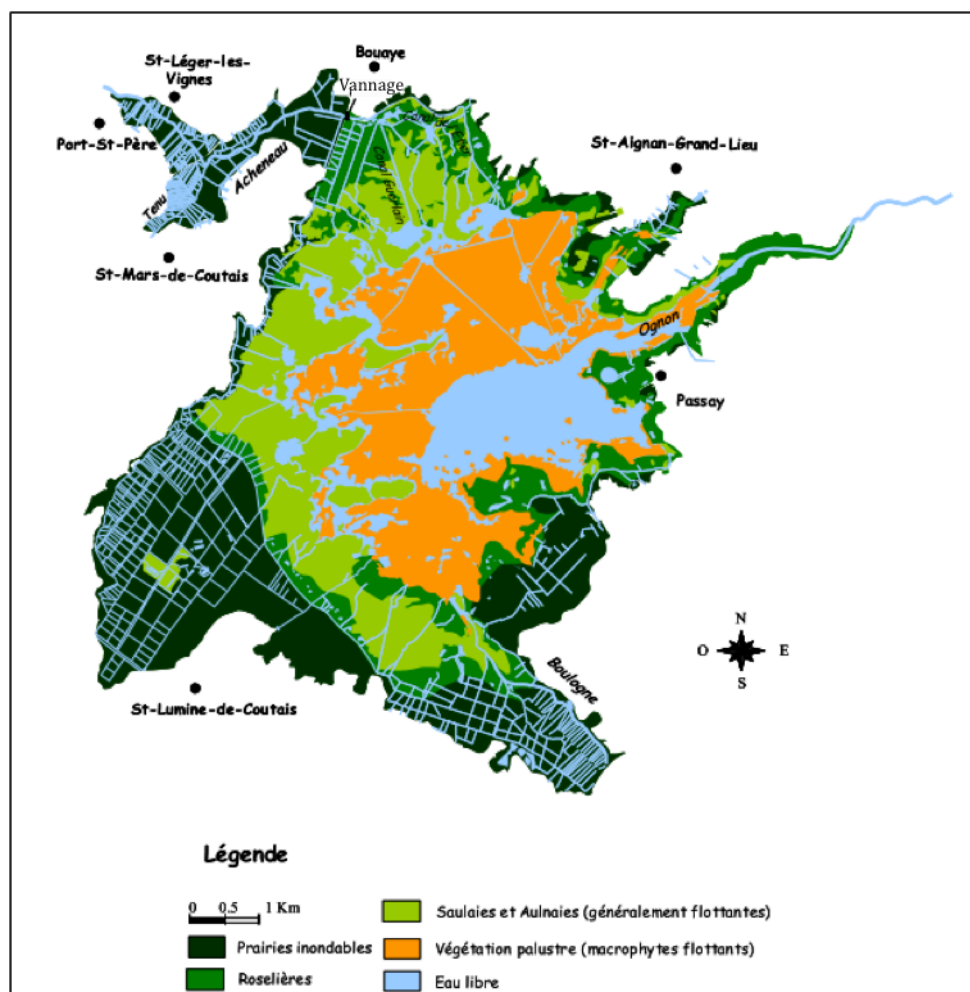 Bouaye
St-Léger-les-
Vignes
Vannage
Port-St-Père
St-Aignan-Grand-Lieu
Acheneau
Canal Guerlain
Tenu
St-Mars-de-Coutais
Ognon
Passay
N
O E
S
Boulogne
St-Lumine-de-Coutais
Légende
0 0.5 1 Km
Saulaies et Aulnaies (généralement flottantes)
Prairies inondables
Végétation palustre (macrophytes flottants)
Roselières
Eau libre